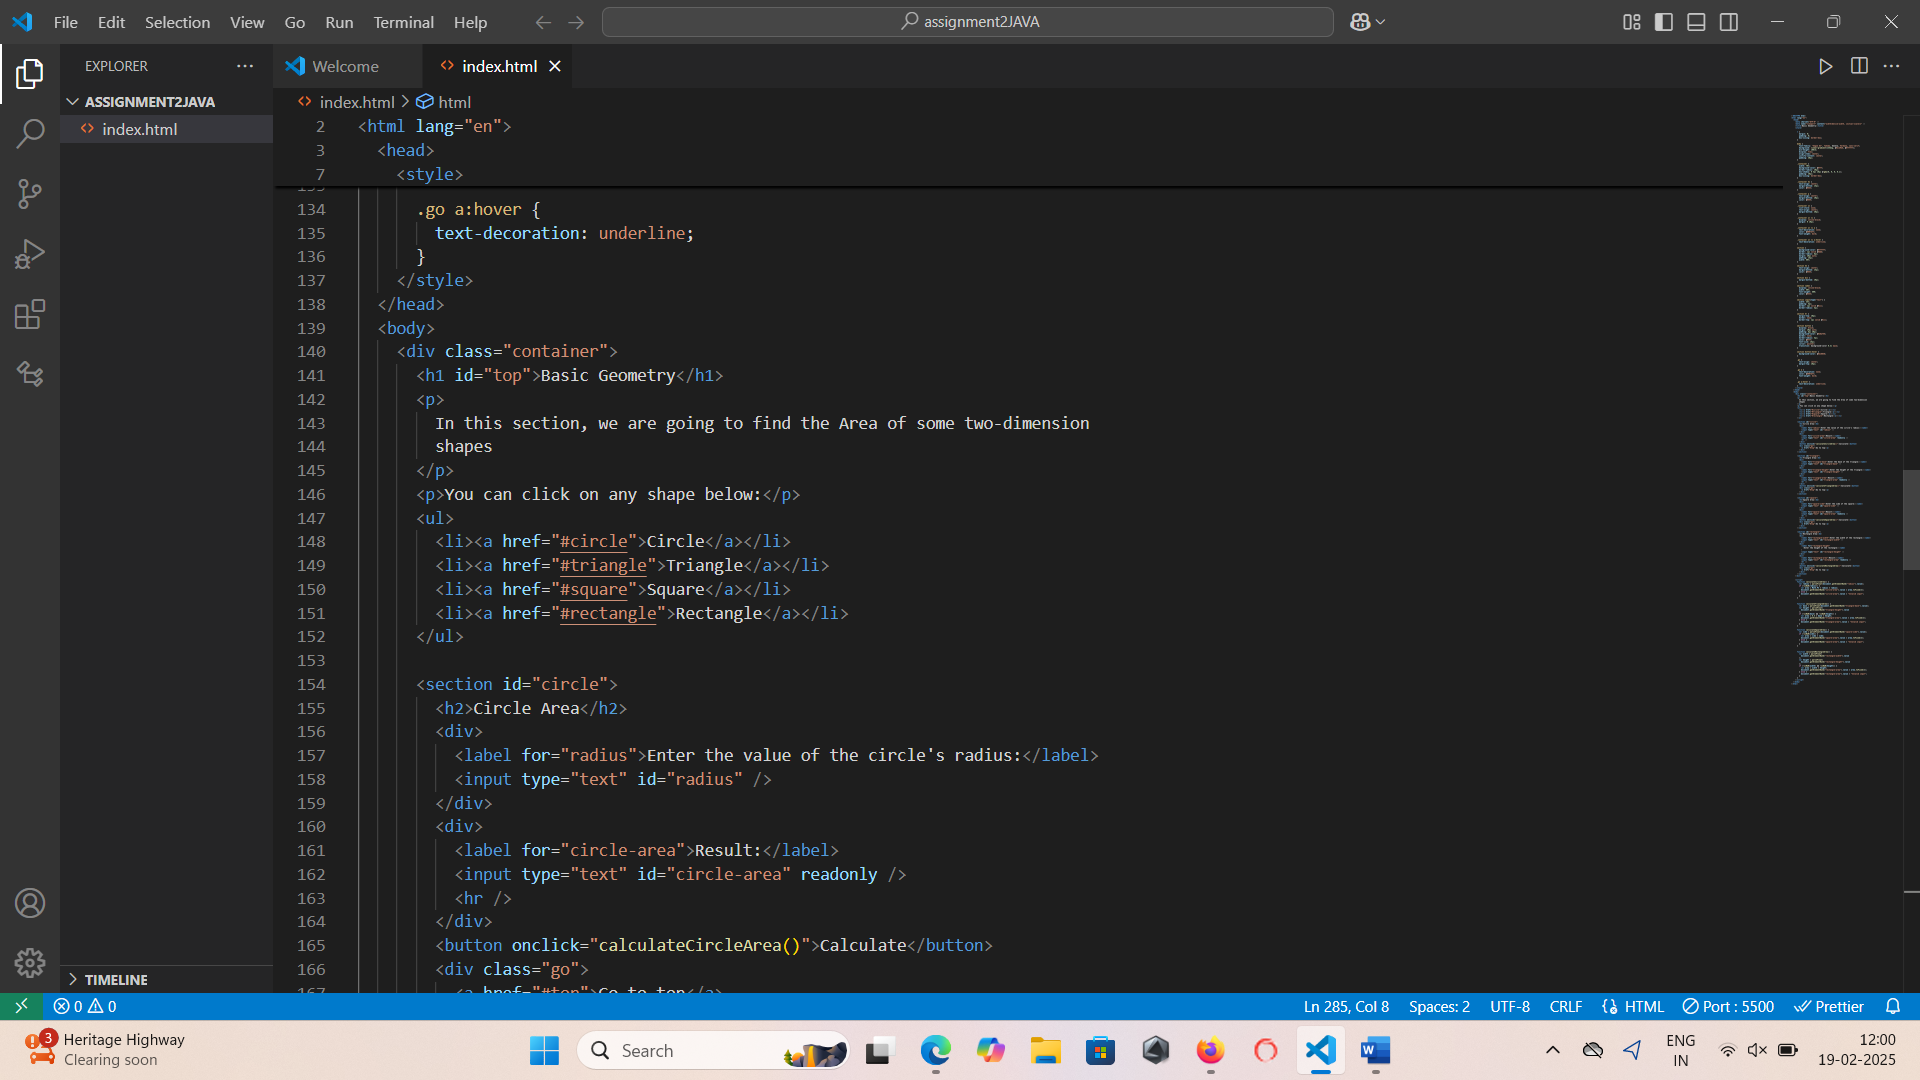 File Edit Selection View Go Run Terminal Help
assignment2JAVA
EXPLORER
Welcome
index.html
ASSIGNMENT2JAVA
index.html
index.html > html
2 <html lang="en">
3 <head>
7 <style>
134 .go a:hover {
135 text-decoration: underline;
136 }
137 </style>
138 </head>
139 <body>
140 <div class="container">
141 <h1 id="top">Basic Geometry</h1>
142 <p>
143 In this section, we are going to find the Area of some two-dimension
144 shapes
145 </p>
146 <p>You can click on any shape below:</p>
147 <ul>
148 <li><a href="#circle">Circle</a></li>
149 <li><a href="#triangle">Triangle</a></li>
150 <li><a href="#square">Square</a></li>
151 <li><a href="#rectangle">Rectangle</a></li>
152 </ul>
153
154 <section id="circle">
155 <h2>Circle Area</h2>
156 <div>
157 <label for="radius">Enter the value of the circle's radius:</label>
158 <input type="text" id="radius" />
159 </div>
160 <div>
161 <label for="circle-area">Result:</label>
162 <input type="text" id="circle-area" readonly />
163 <hr />
164 </div>
165 <button onclick="calculateCircleArea()">Calculate</button>
166 <div class="go">
167 <a href="#top">Go to top</a>
TIMELINE
0 0
Ln 285, Col 8 Spaces: 2 UTF-8 CRLF HTML Port : 5500 Prettier
3
Heritage Highway
Clearing soon
Search
ENG
IN
12:00
19-02-2025